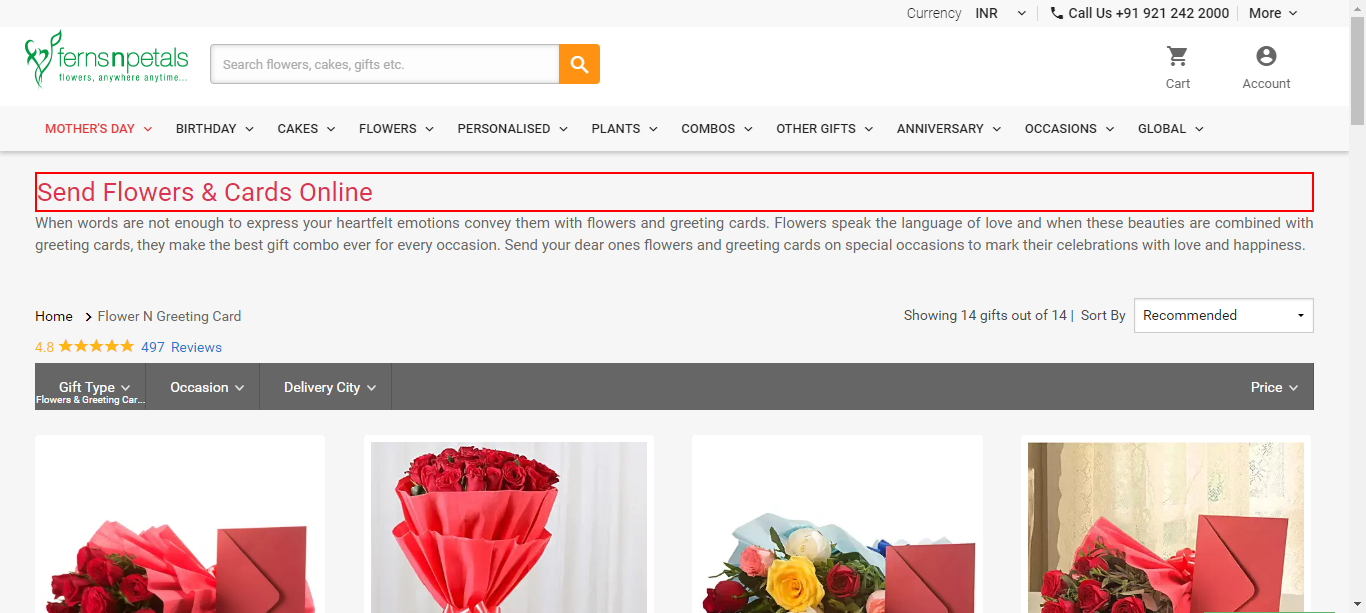 Currency INR
Call Us +91 921 242 2000
More
fernsnpetals
flowers, anywhere anytime...
Search flowers, cakes, gifts etc.
Cart
Account
MOTHER'S DAY BIRTHDAY CAKES FLOWERS PERSONALISED PLANTS COMBOS OTHER GIFTS ANNIVERSARY OCCASIONS GLOBAL
Send Flowers & Cards Online
When words are not enough to express your heartfelt emotions convey them with flowers and greeting cards. Flowers speak the language of love and when these beauties are combined with
greeting cards, they make the best gift combo ever for every occasion. Send your dear ones flowers and greeting cards on special occasions to mark their celebrations with love and happiness.
Home Flower N Greeting Card
Showing 14 gifts out of 14 | Sort By Recommended
4.8 497 Reviews
Gift Type Occasion Delivery City Price
Flowers & Greeting Car...